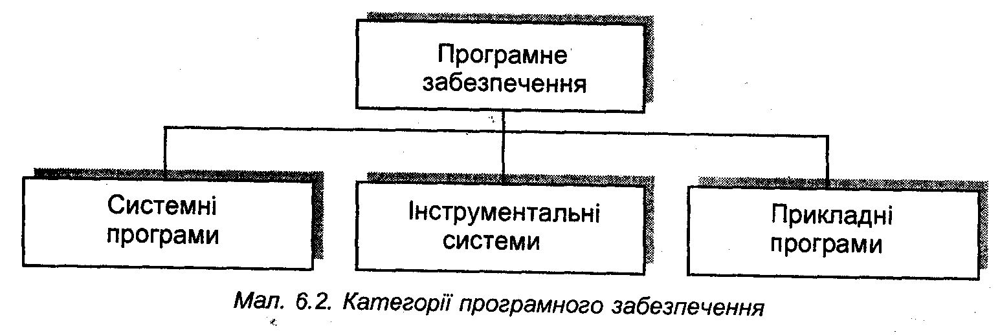 Програмне
забезпечення
Системні
програми
Інструментальні
системи
Прикладні
програми
Мал. 6.2. Категорії програмного забезпечення